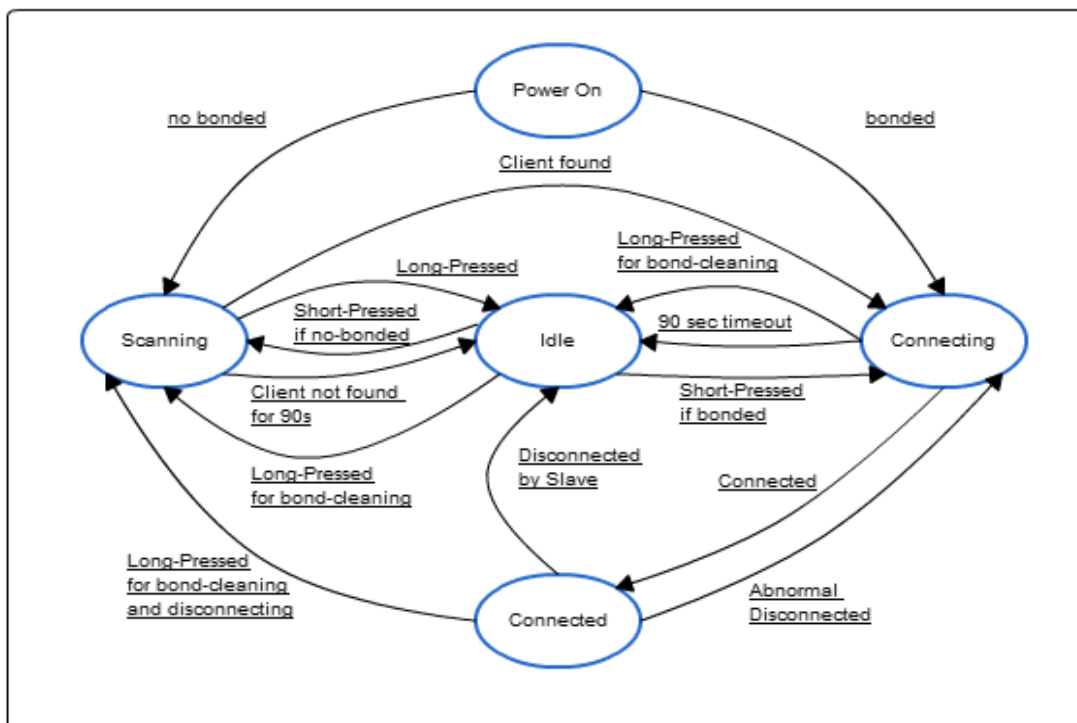 Power On
no bonded
bonded
Client found
Long-Pressed
for bond-cleaning
Long-Pressed
Short-Pressed
if no-bonded
90 sec timeout
Scanning
Idle
Connecting
Client not found
for 90s
Short-Pressed
if bonded
Long-Pressed
for bond-cleaning
Disconnected
by Slave
Connected
Long-Pressed
for bond-cleaning
and disconnecting
Abnormal
Disconnected
Connected